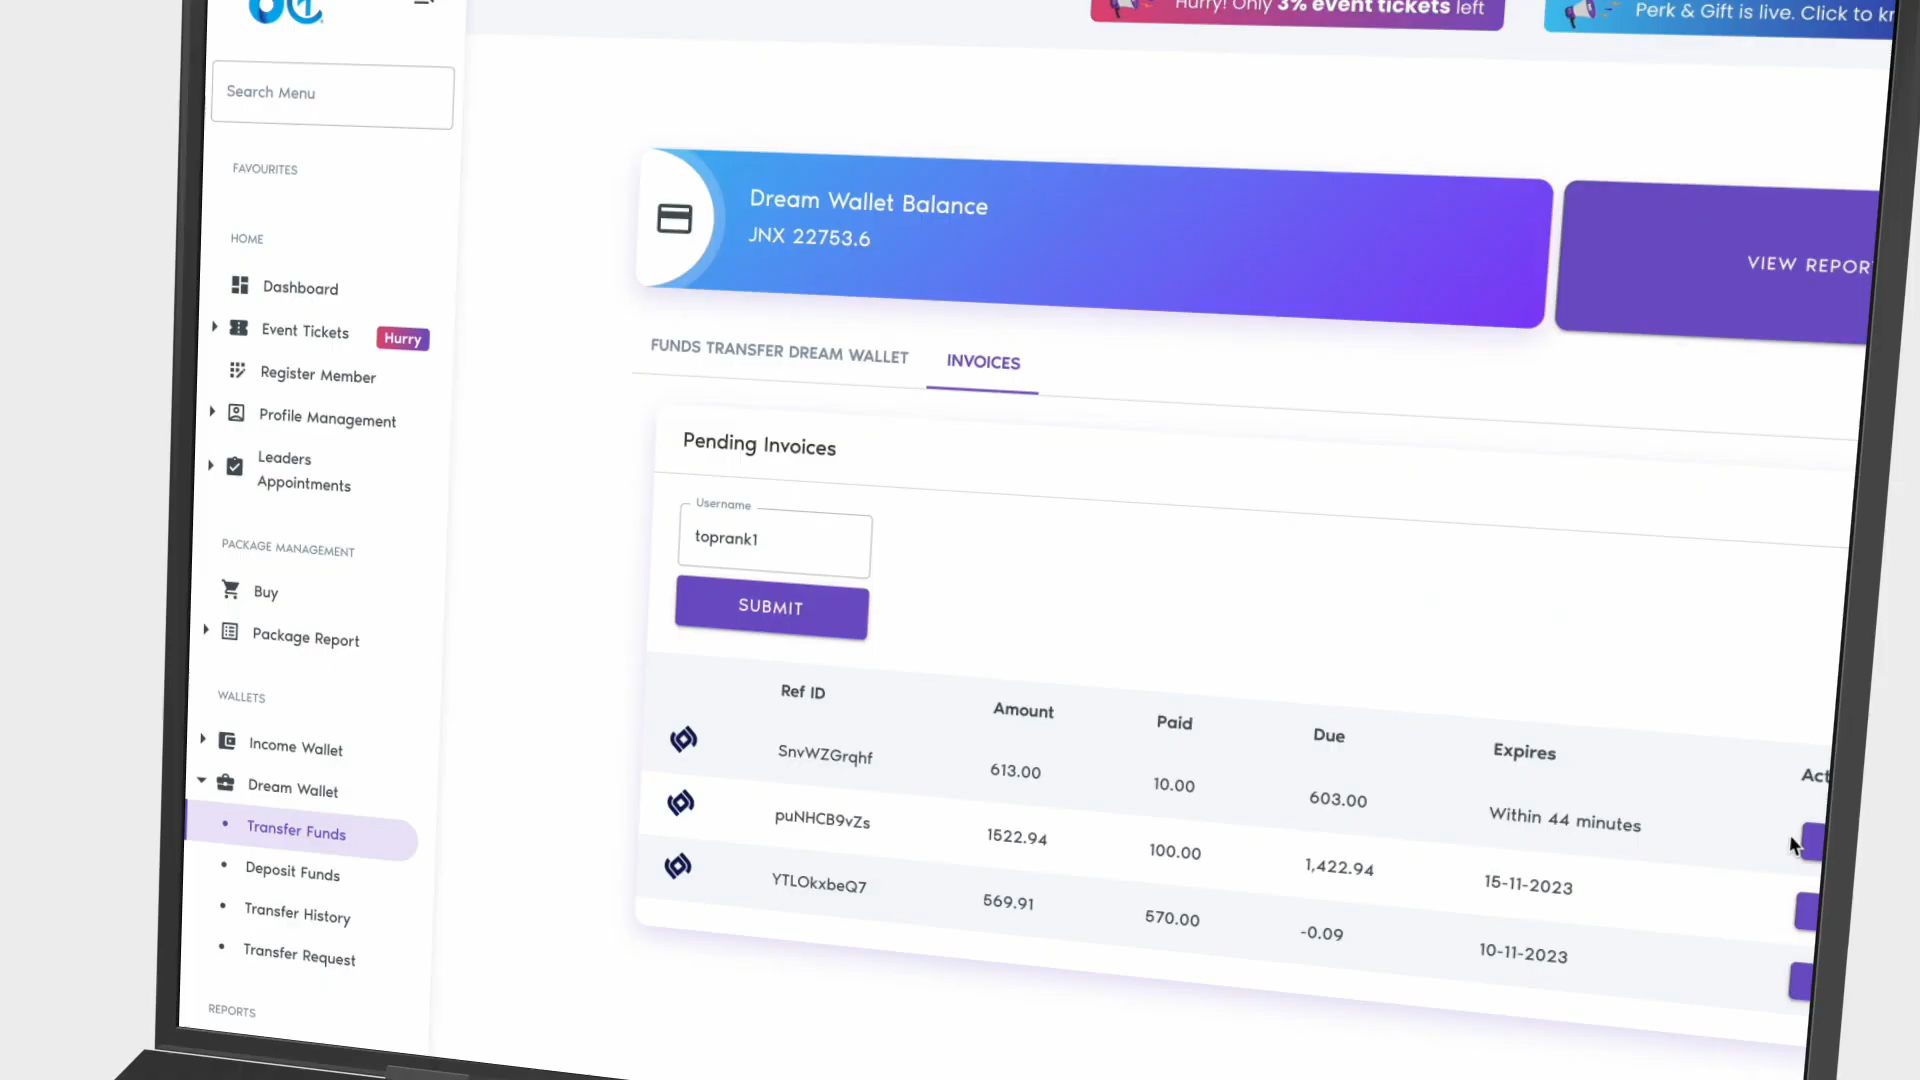 Search Menu
FAVOURITES
HOME
Dashboard
Event Tickets
Hurry
Register Member
Profile Management
Leaders
Appointments
PACKAGE MANAGEMENT
Buy
Package Report
WALLETS
Income Wallet
Dream Wallet
Transfer Funds
Deposit Funds
Transfer History
Transfer Request
REPORTS
Hurry! Only 3% event tickets left
Perk & Gift is live. Click to
Dream Wallet Balance
JNX 22753.6
VIEW REPOR
FUNDS TRANSFER DREAM WALLET
INVOICES
Pending Invoices
Username
toprank1
SUBMIT
Ref ID Amount Paid Due Expires Act
SnvWZGrqhf 613.00 10.00 603.00 Within 44 minutes
puNHCB9vZs 1522.94 100.00 1,422.94 15-11-2023
YTLOkxbeQ7 569.91 570.00 -0.09 10-11-2023